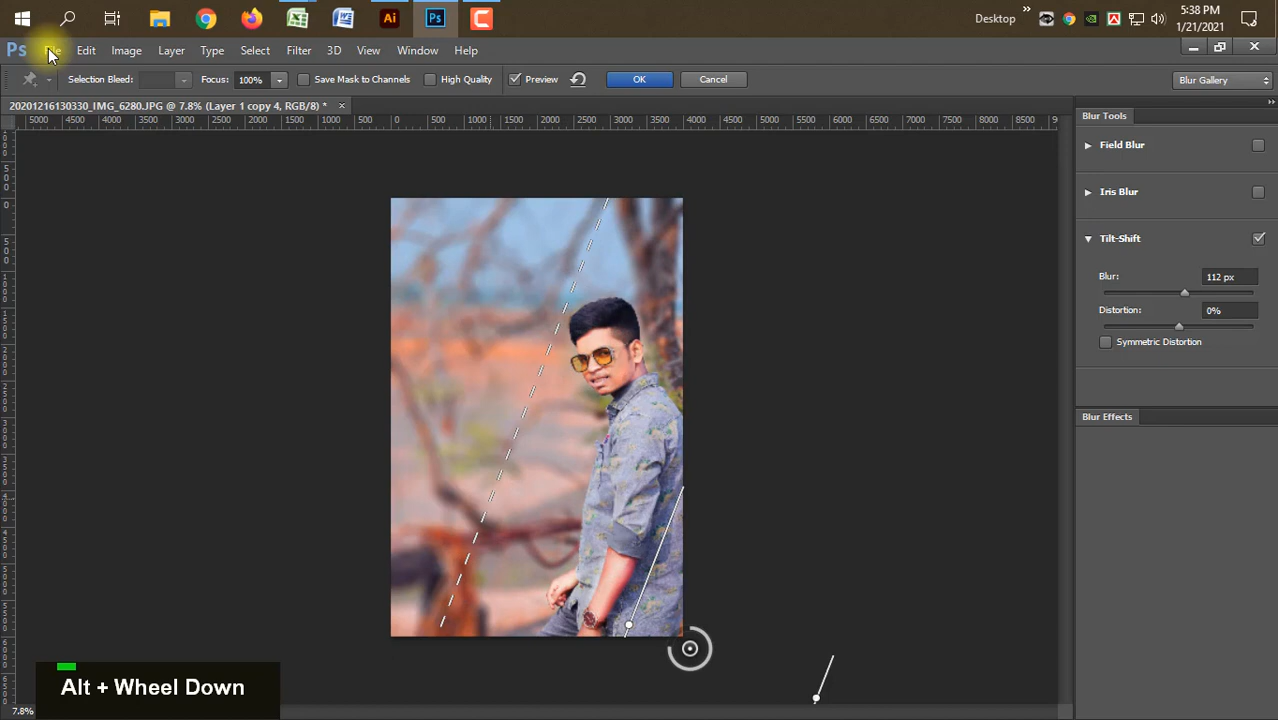 Ai
Ps
Desktop
5:38 PM
1/21/2021
Ps File Edit Image Layer Type Select Filter 3D View Window Help
Selection Bleed: Focus: 100% Save Mask to Channels High Quality Preview OK Cancel Blur Gallery
20201216130330_IMG_6280.JPG @ 7.8% (Layer 1 copy 4, RGB/8) *
5000 4500 4000 3500 3000 2500 2000 1500 1000 500 0 500 1000 1500 2000 2500 3000 3500 4000 4500 5000 5500 6000 6500 7000 7500 8000 8500
Blur Tools
Field Blur
Iris Blur
Tilt-Shift
Blur: 112 px
Distortion: 0%
Symmetric Distortion
Blur Effects
Alt + Wheel Down
7.8%